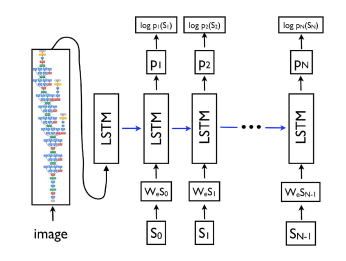 log p₁(S₁) log p₂(S₂) log pN(SN)
p₁ p₂ pN
LSTM LSTM LSTM LSTM
WeS₀ WeS₁ WeSN-1
image S₀ S₁ SN-1